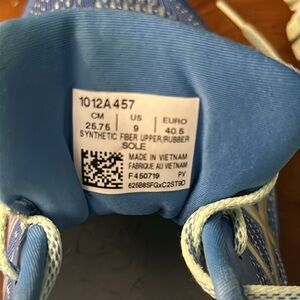 1012A457
CM US EURO
25.75 9 40.5
SYNTHETIC FIBER UPPER/RUBBER
SOLE
MADE IN VIETNAM
FABRIQUE AU VIETNAM
F450719 PV